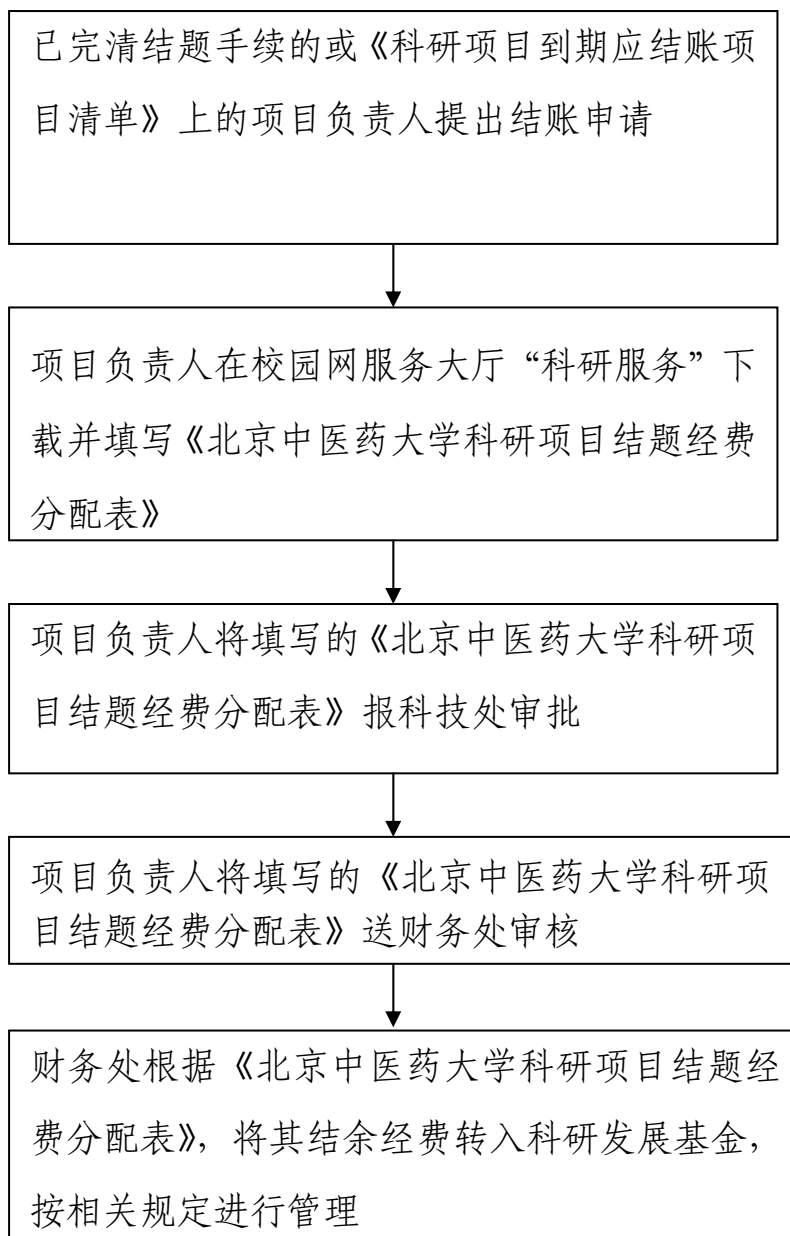 已完清结题手续的或《科研项目到期应结账项
目清单》上的项目负责人提出结账申请
项目负责人在校园网服务大厅“科研服务”下
载并填写《北京中医药大学科研项目结题经费
分配表》
项目负责人将填写的《北京中医药大学科研项
目结题经费分配表》报科技处审批
项目负责人将填写的《北京中医药大学科研项
目结题经费分配表》送财务处审核
财务处根据《北京中医药大学科研项目结题经
费分配表》，将其结余经费转入科研发展基金，
按相关规定进行管理